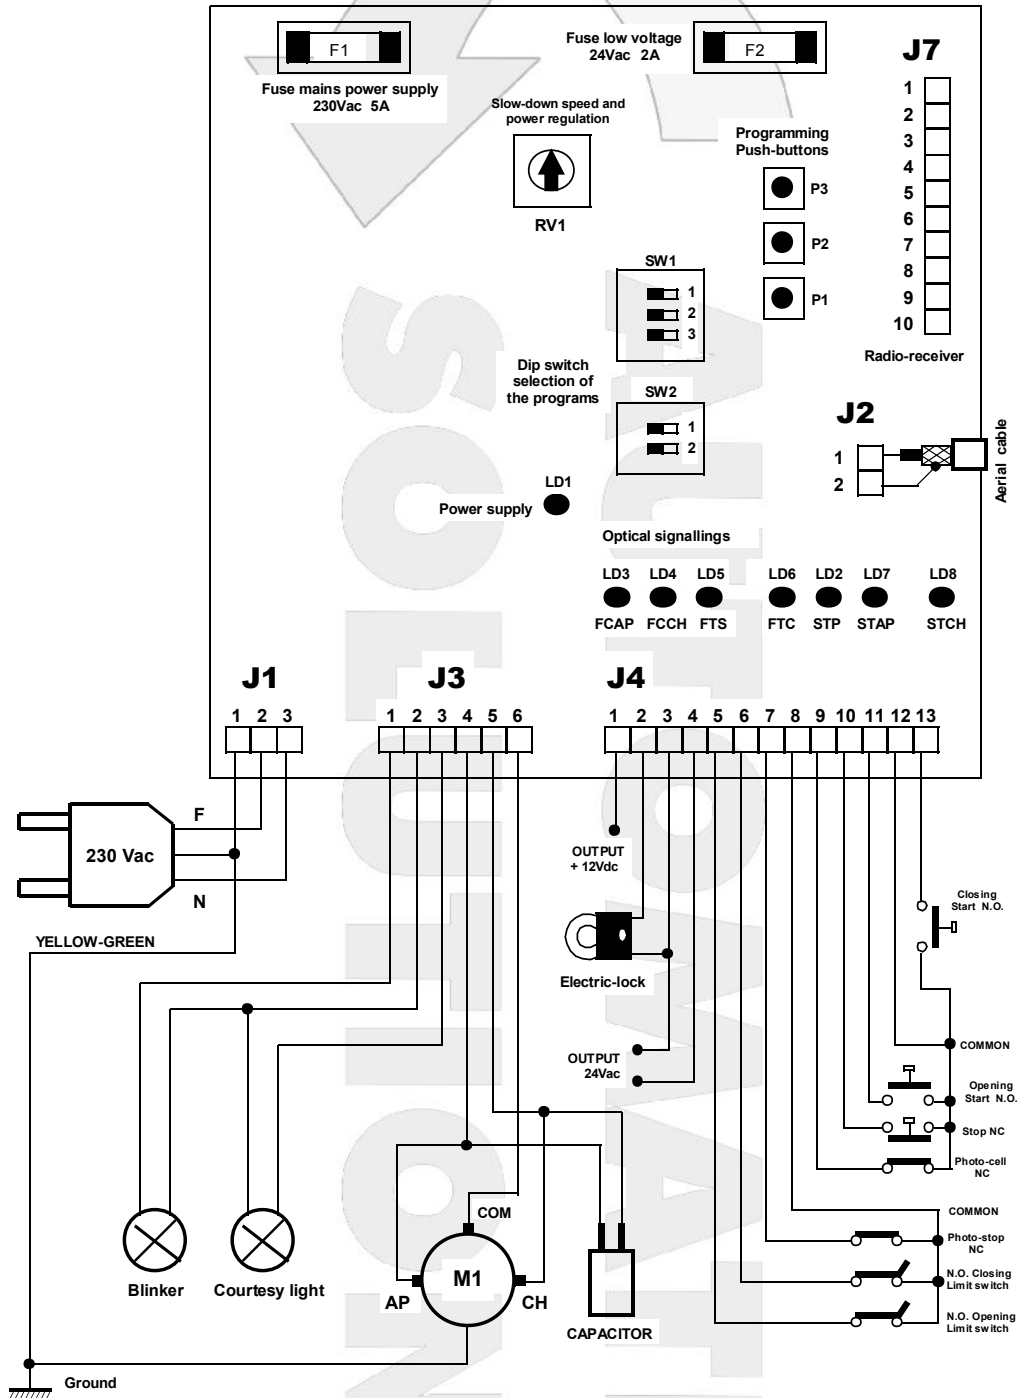 F1
Fuse mains power supply
230Vac 5A
Fuse low voltage
24Vac 2A
F2
J7
1
2
3
4
5
6
7
8
9
10
Radio-receiver
Slow-down speed and
power regulation
RV1
Programming
Push-buttons
P3
P2
P1
SW1
1
2
3
Dip switch
selection of
the programs
SW2
1
2
J2
1
2
Aerial cable
LD1
Power supply
Optical signallings
LD3 LD4 LD5 LD6 LD2 LD7 LD8
FCAP FCCH FTS FTC STP STAP STCH
J1 J3 J4
1 2 3 1 2 3 4 5 6 1 2 3 4 5 6 7 8 9 10 11 12 13
F
230 Vac
N
YELLOW-GREEN
OUTPUT
+ 12Vdc
Closing
Start N.O.
Electric-lock
COMMON
OUTPUT
24Vac
Opening
Start N.O.
Stop NC
Photo-cell
NC
COMMON
Photo-stop
NC
N.O. Closing
Limit switch
N.O. Opening
Limit switch
COM
M1
AP
CH
Blinker
Courtesy light
CAPACITOR
Ground
AUTOMAT
SOLUTION